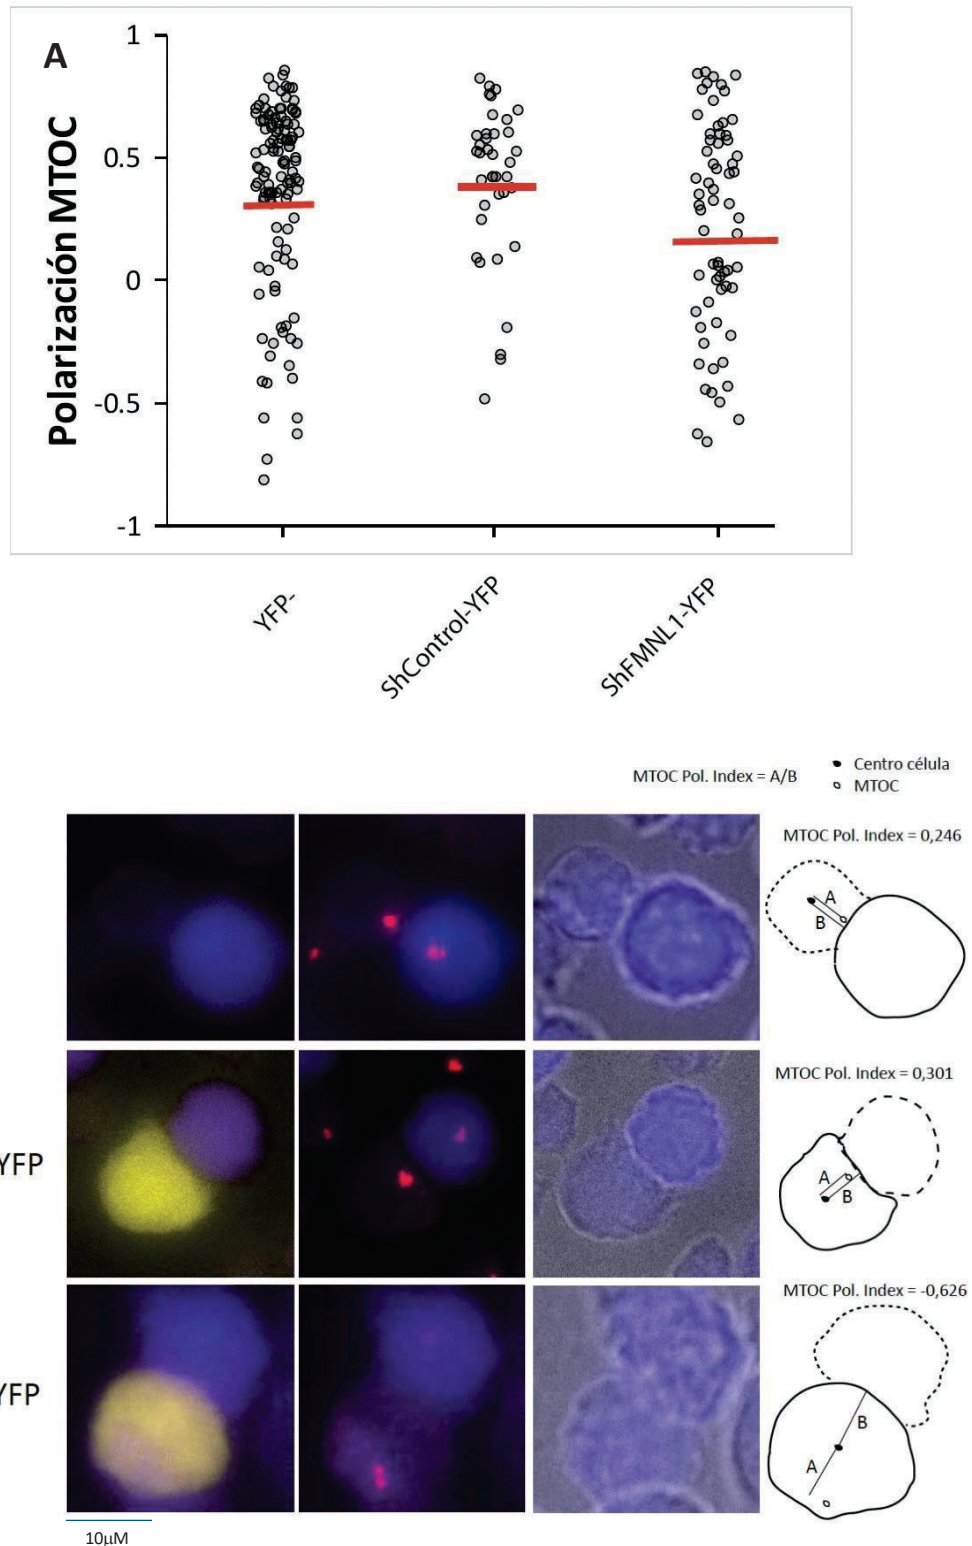 A
Polarización MTOC
1
0.5
0
-0.5
-1
YFP-
ShControl-YFP
ShFMNL1-YFP
MTOC Pol. Index = A/B
Centro célula
MTOC
MTOC Pol. Index = 0,246
A
B
YFP
MTOC Pol. Index = 0,301
A
B
YFP
MTOC Pol. Index = -0,626
B
A
10µM